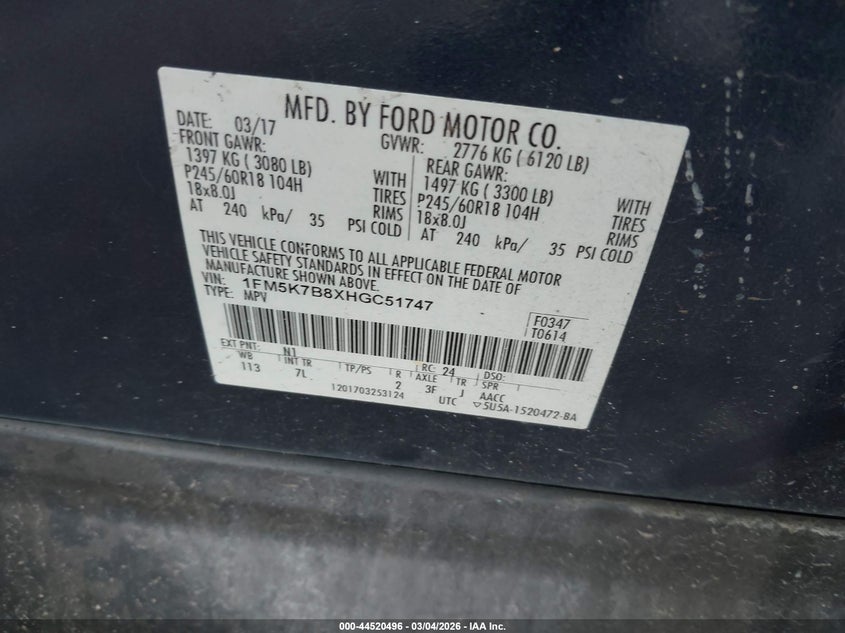 MFD. BY FORD MOTOR CO.
DATE: 03/17 GVWR: 2776 KG ( 6120 LB)
FRONT GAWR: REAR GAWR:
1397 KG ( 3080 LB) WITH 1497 KG ( 3300 LB) WITH
P245/60R18 104H TIRES P245/60R18 104H TIRES
18x8.0J RIMS 18x8.0J RIMS
AT 240 kPa/ 35 PSI COLD AT 240 kPa/ 35 PSI COLD
THIS VEHICLE CONFORMS TO ALL APPLICABLE FEDERAL MOTOR
VEHICLE SAFETY STANDARDS IN EFFECT ON THE DATE OF
MANUFACTURE SHOWN ABOVE.
VIN: 1FM5K7B8XHGC51747
TYPE: MPV
F0347
T0614
EXT PNT: N1 RC: 24 DSO:
WB INT TR TP/PS R AXLE TR SPR
113 7L 2 3F J AACC
1201703253124 UTC 5U5A-1520472-BA
000-44520496 - 03/04/2026 - IAA Inc.